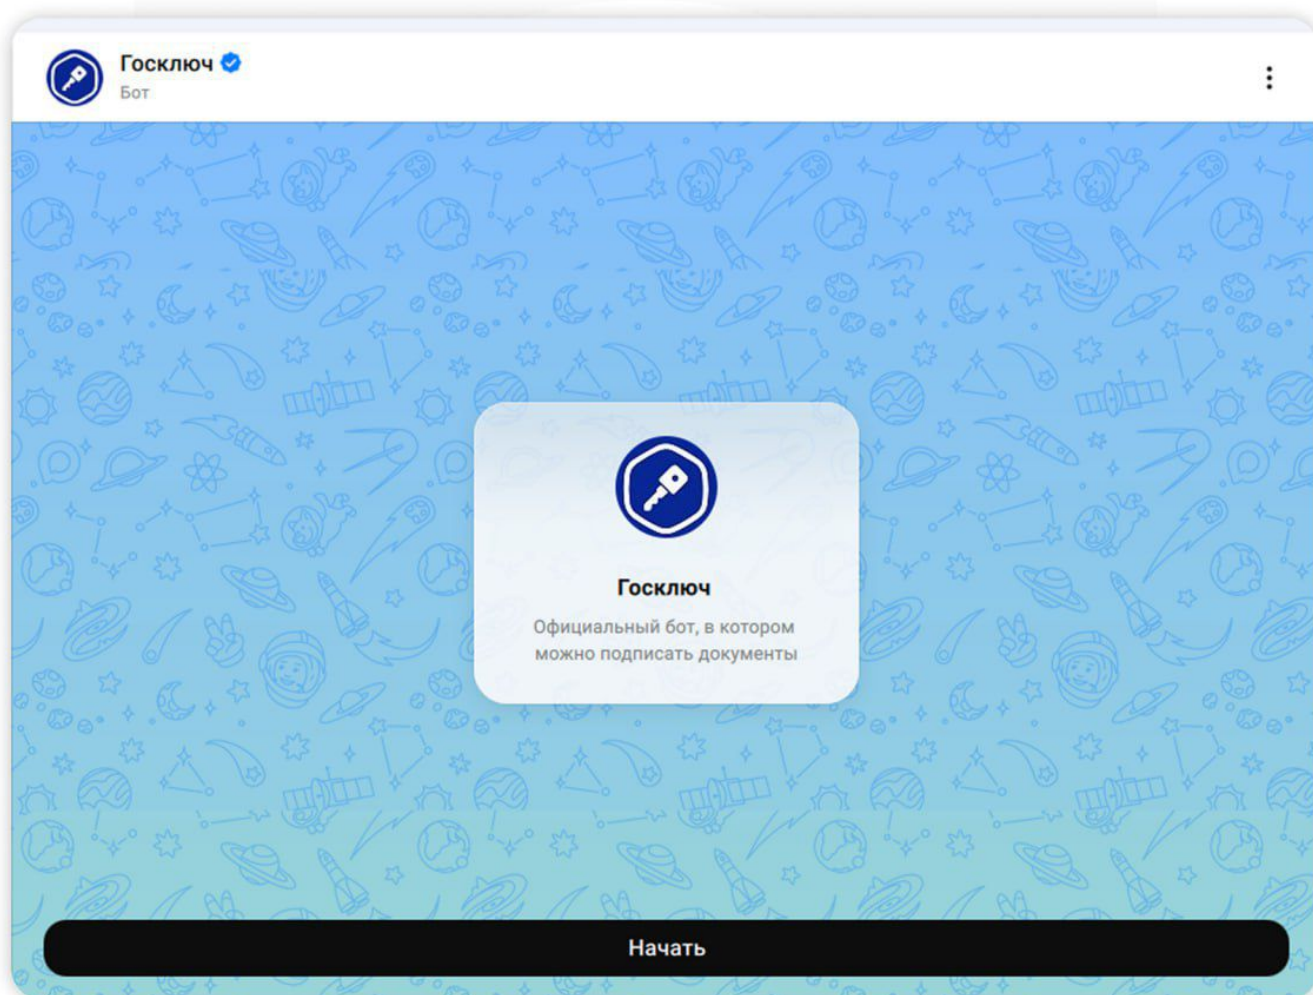 Госключ
Бот
Госключ
Официальный бот, в котором
можно подписать документы
Начать